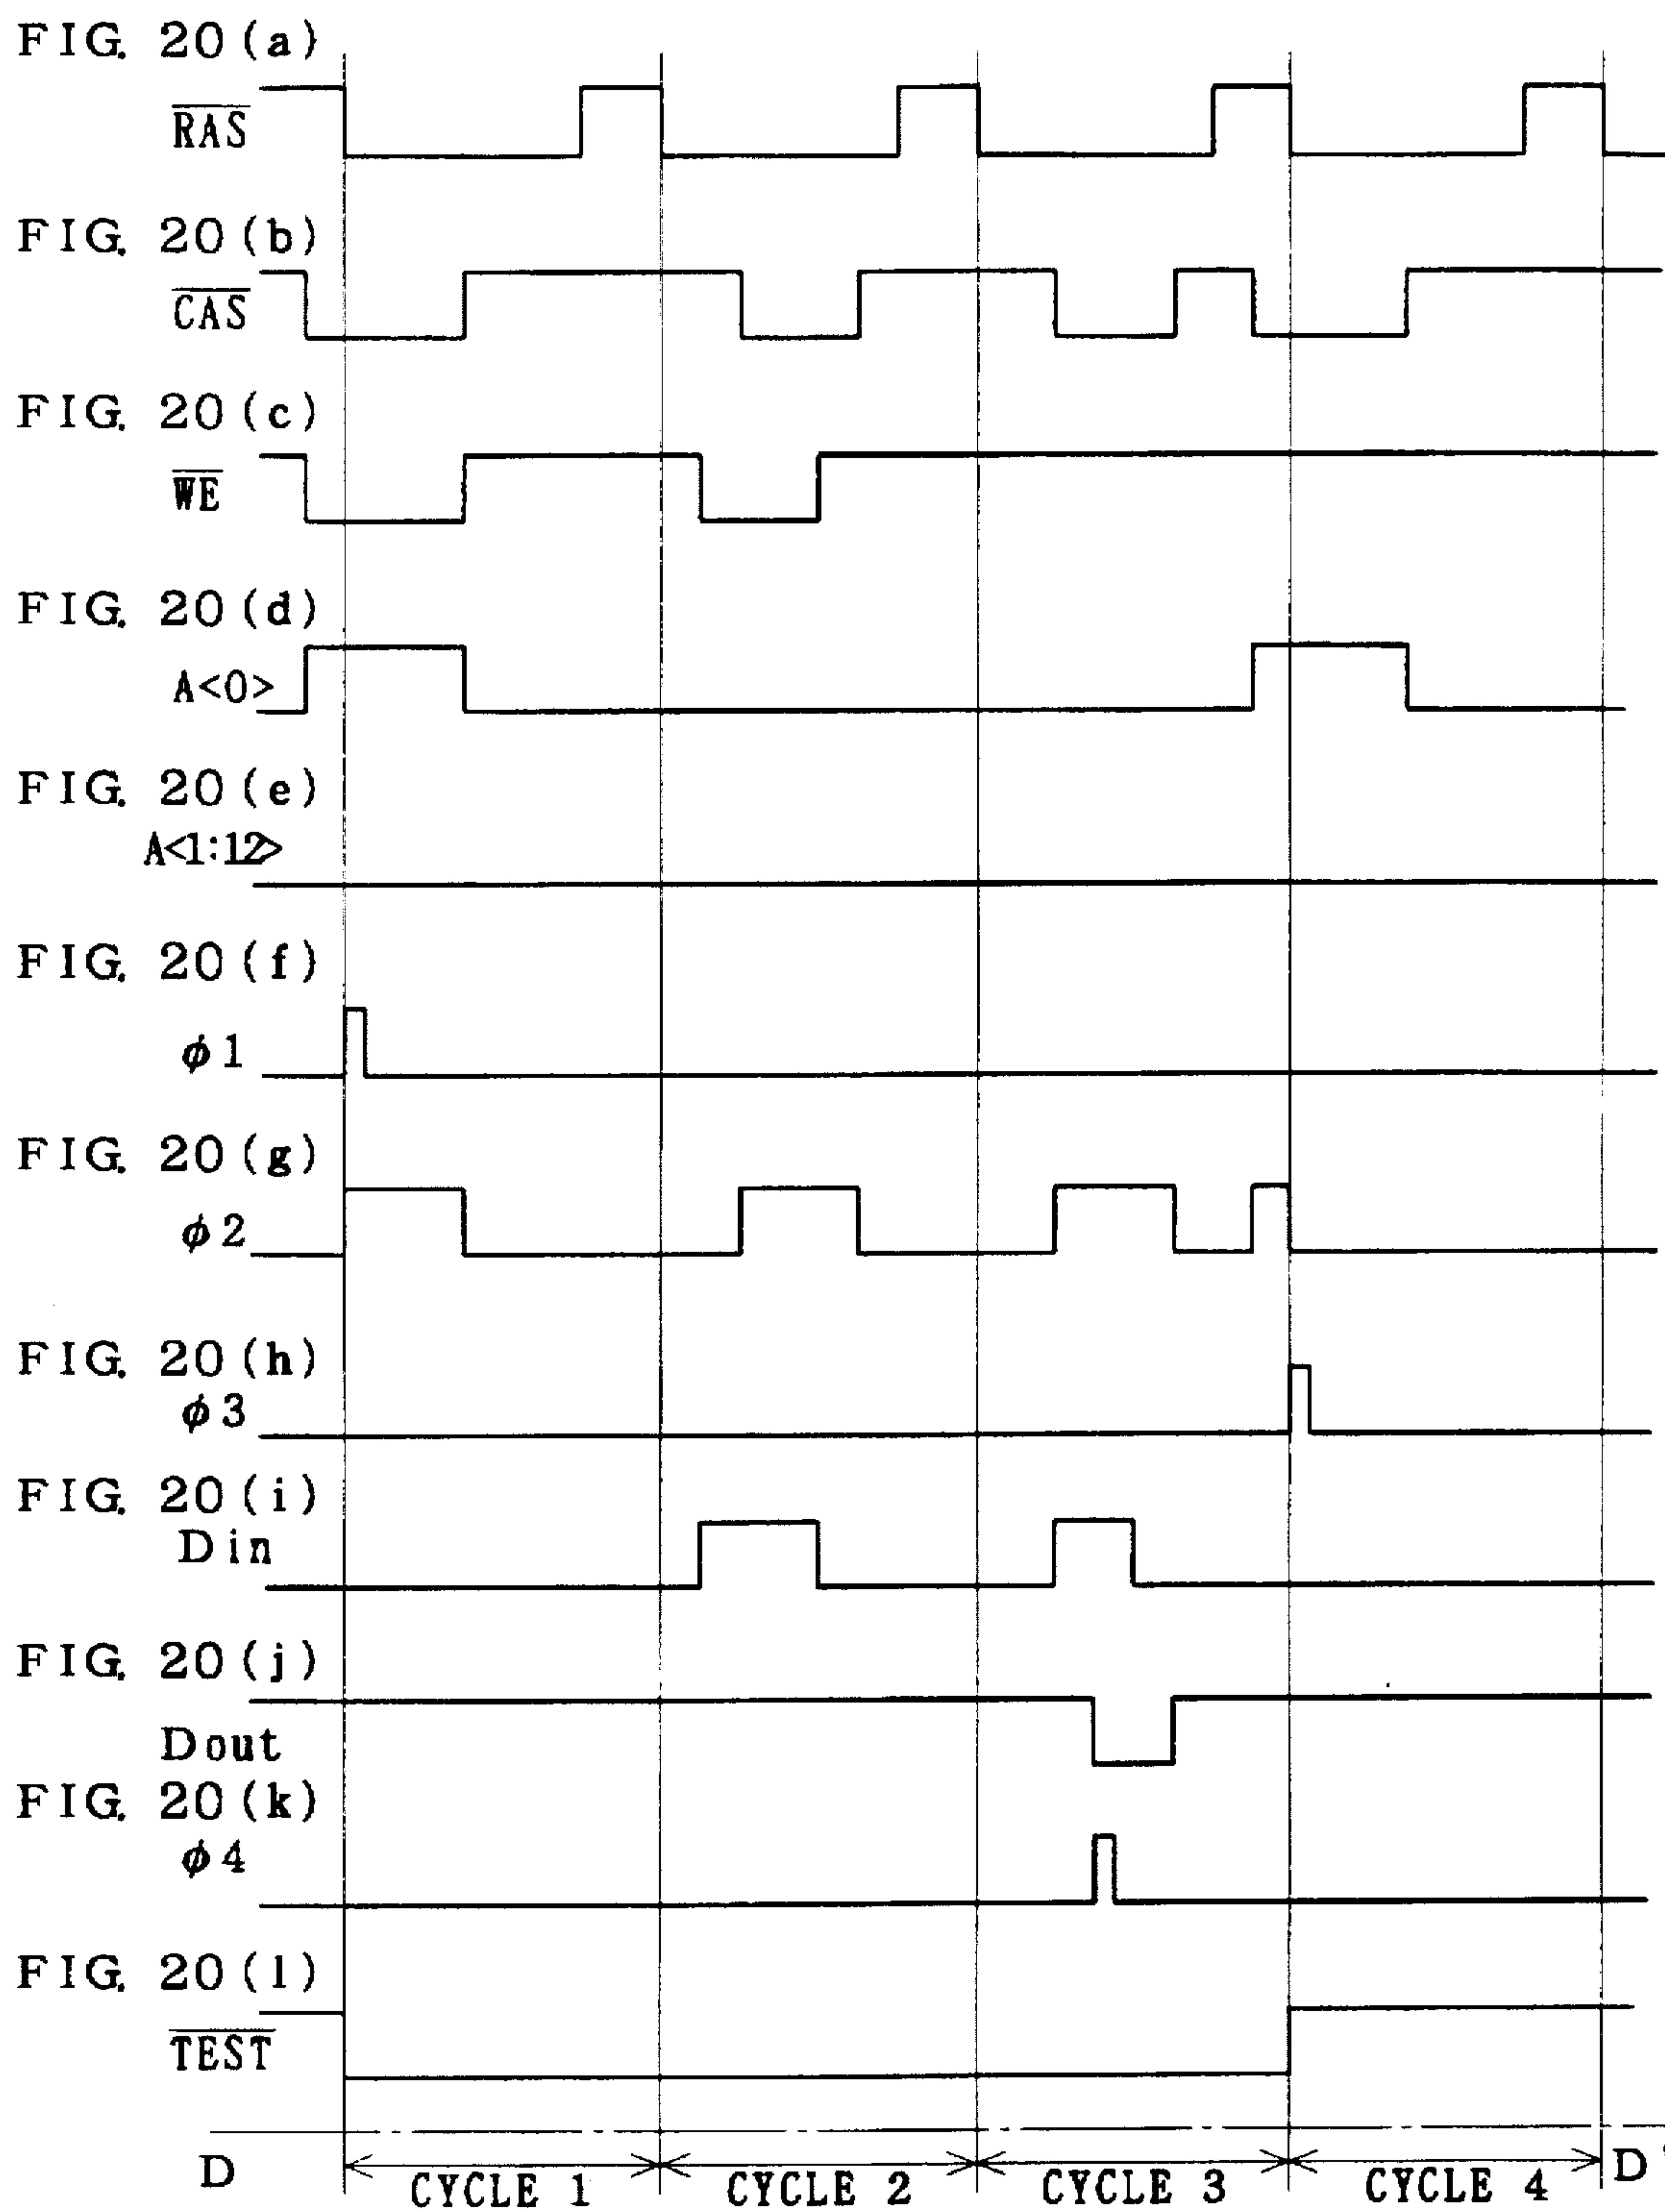 FIG. 20(a)
RAS
FIG. 20(b)
CAS
FIG. 20(c)
WE
FIG. 20(d)
A<0>
FIG. 20(e)
A<1:12>
FIG. 20(f)
φ1
FIG. 20(g)
φ2
FIG. 20(h)
φ3
FIG. 20(i)
Din
FIG. 20(j)
Dout
FIG. 20(k)
φ4
FIG. 20(l)
TEST
D CYCLE 1 CYCLE 2 CYCLE 3 CYCLE 4 D'